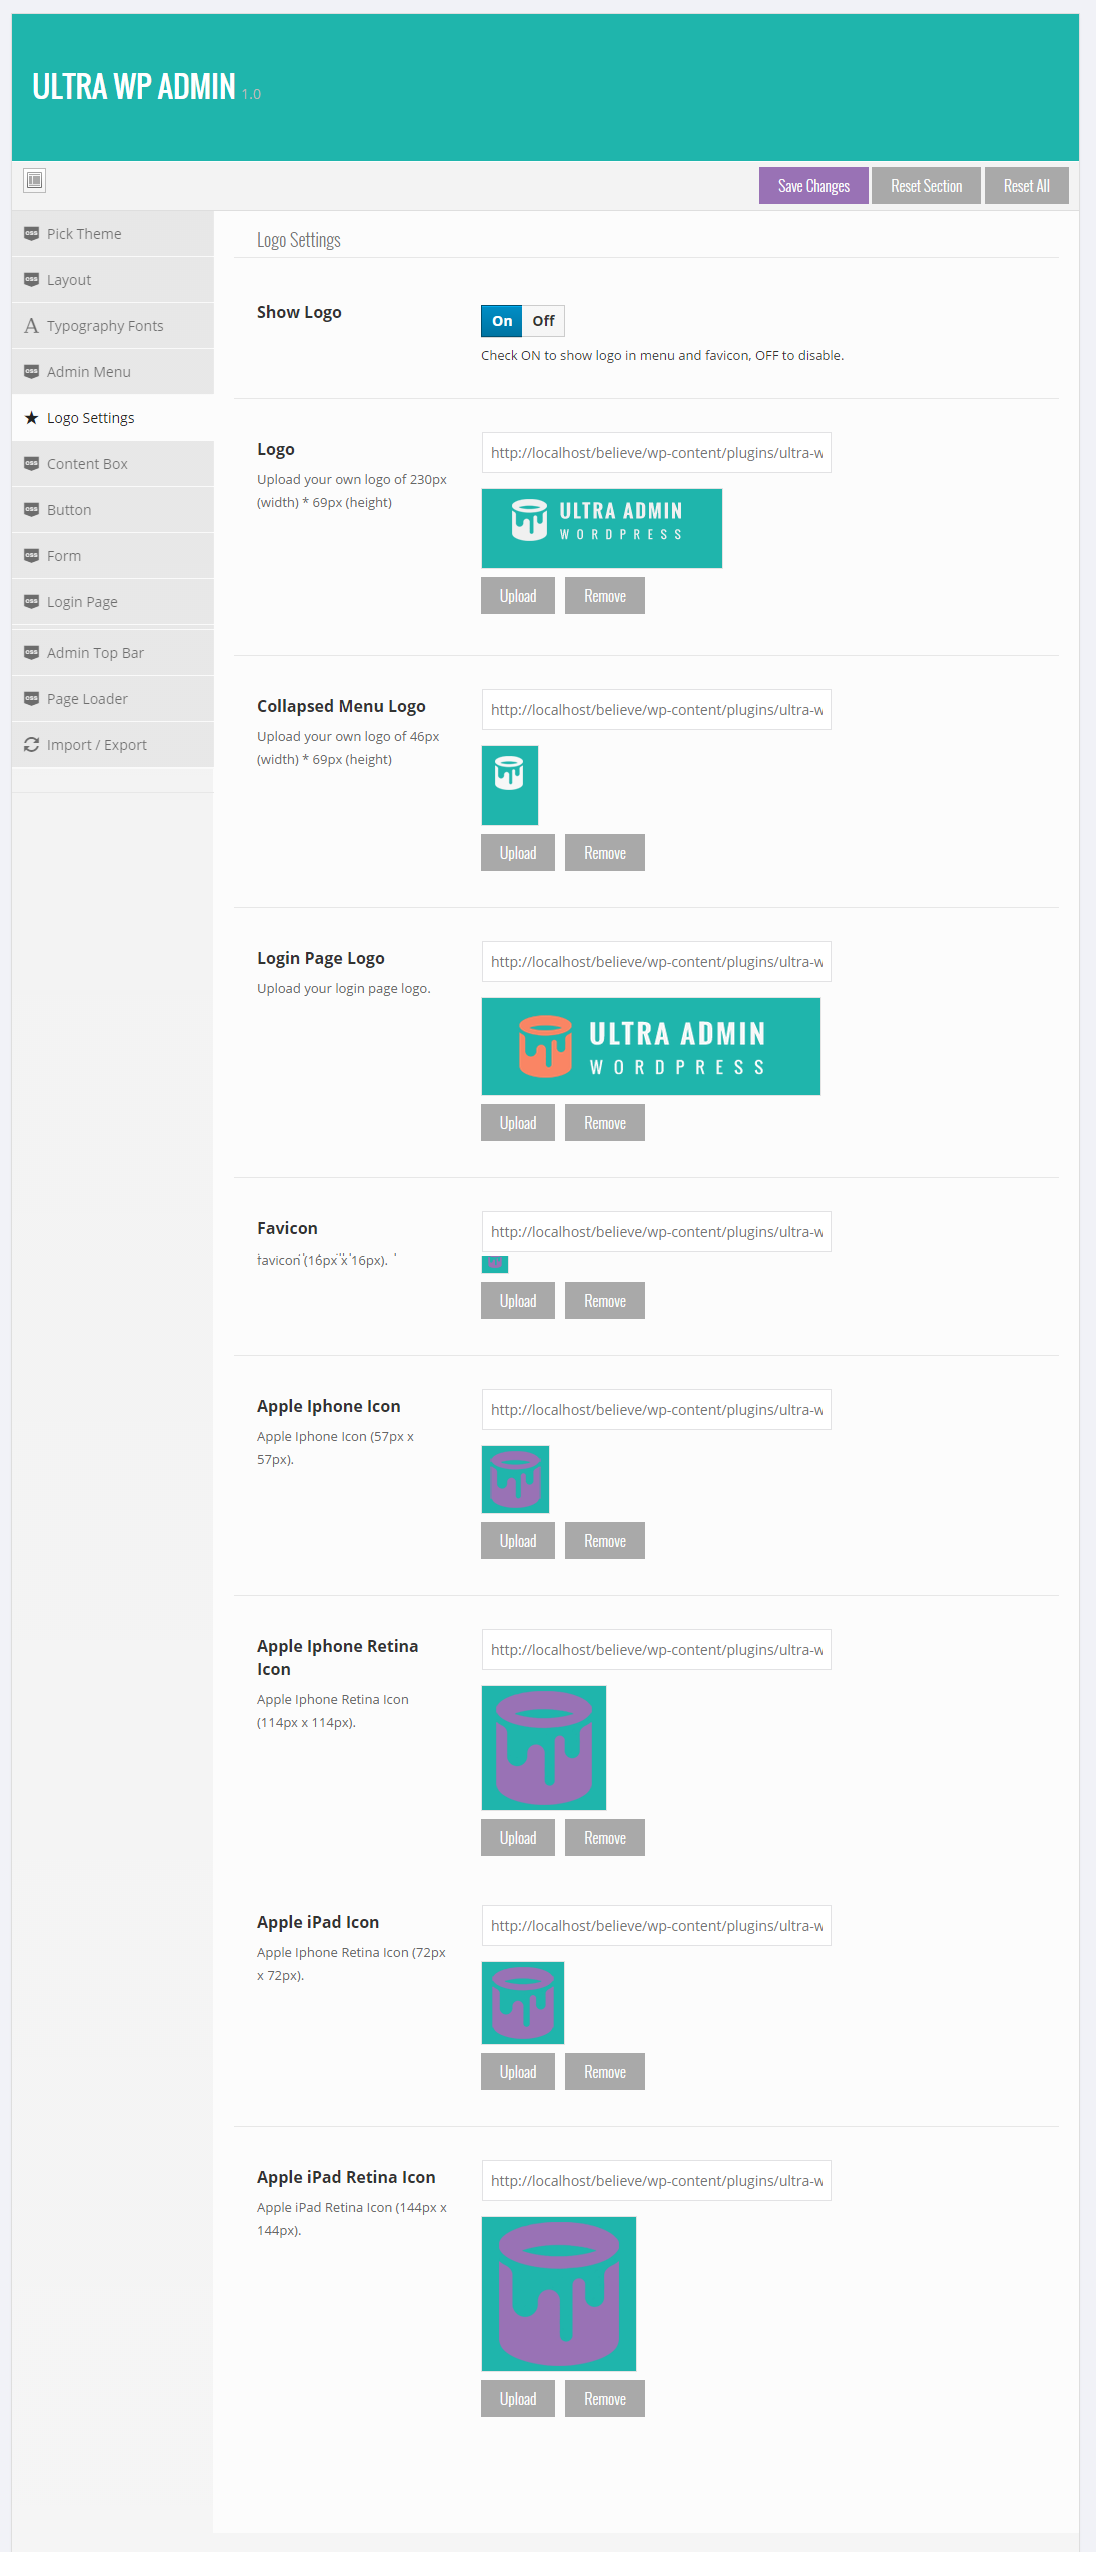 ULTRA WP ADMIN 1.0
Save Changes
Reset Section
Reset All
Pick Theme
Layout
Typography Fonts
Admin Menu
Logo Settings
Content Box
Button
Form
Login Page
Admin Top Bar
Page Loader
Import / Export
Logo Settings
Show Logo
On Off
Check ON to show logo in menu and favicon, OFF to disable.
Logo
Upload your own logo of 230px
(width) * 69px (height)
http://localhost/believe/wp-content/plugins/ultra-w
ULTRA ADMIN
WORDPRESS
Upload Remove
Collapsed Menu Logo
Upload your own logo of 46px
(width) * 69px (height)
http://localhost/believe/wp-content/plugins/ultra-w
Upload Remove
Login Page Logo
Upload your login page logo.
http://localhost/believe/wp-content/plugins/ultra-w
ULTRA ADMIN
WORDPRESS
Upload Remove
Favicon
favicon (16px x 16px).
http://localhost/believe/wp-content/plugins/ultra-w
Upload Remove
Apple Iphone Icon
Apple Iphone Icon (57px x
57px).
http://localhost/believe/wp-content/plugins/ultra-w
Upload Remove
Apple Iphone Retina
Icon
Apple Iphone Retina Icon
(114px x 114px).
http://localhost/believe/wp-content/plugins/ultra-w
Upload Remove
Apple iPad Icon
Apple Iphone Retina Icon (72px
x 72px).
http://localhost/believe/wp-content/plugins/ultra-w
Upload Remove
Apple iPad Retina Icon
Apple iPad Retina Icon (144px x
144px).
http://localhost/believe/wp-content/plugins/ultra-w
Upload Remove